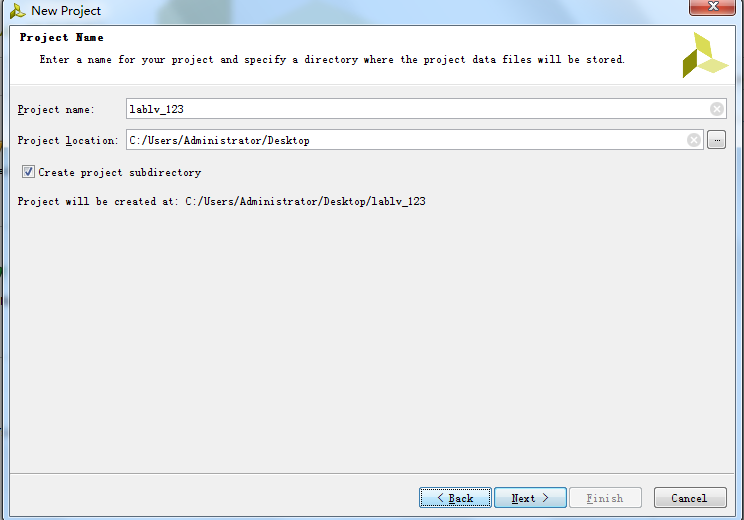 New Project
Project Name
Enter a name for your project and specify a directory where the project data files will be stored.
Project name: lablv_123
Project location: C:/Users/Administrator/Desktop ...
Create project subdirectory
Project will be created at: C:/Users/Administrator/Desktop/lablv_123
< Back Next > Finish Cancel